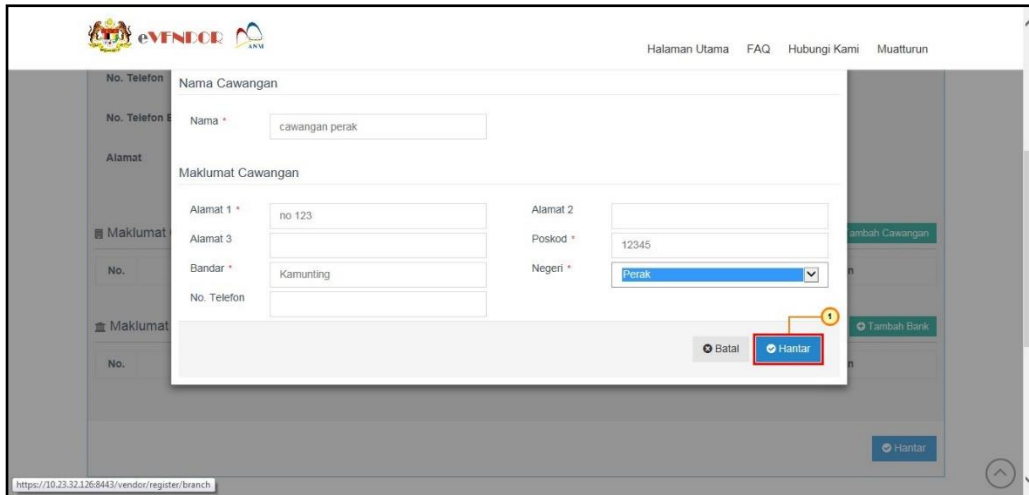 eVENDOR ANM
Halaman Utama FAQ Hubungi Kami Muatturun
No. Telefon
Nama Cawangan
No. Telefon B
Nama * cawangan perak
Alamat
Maklumat Cawangan
Alamat 1 * no 123 Alamat 2
Maklumat
Tambah Cawangan
Alamat 3 Poskod * 12345
No.
Bandar * Kamunting Negeri * Perak
No. Telefon
1
Maklumat
Tambah Bank
Batal Hantar
No.
Hantar
https://10.23.32.126:8443/vendor/register/branch